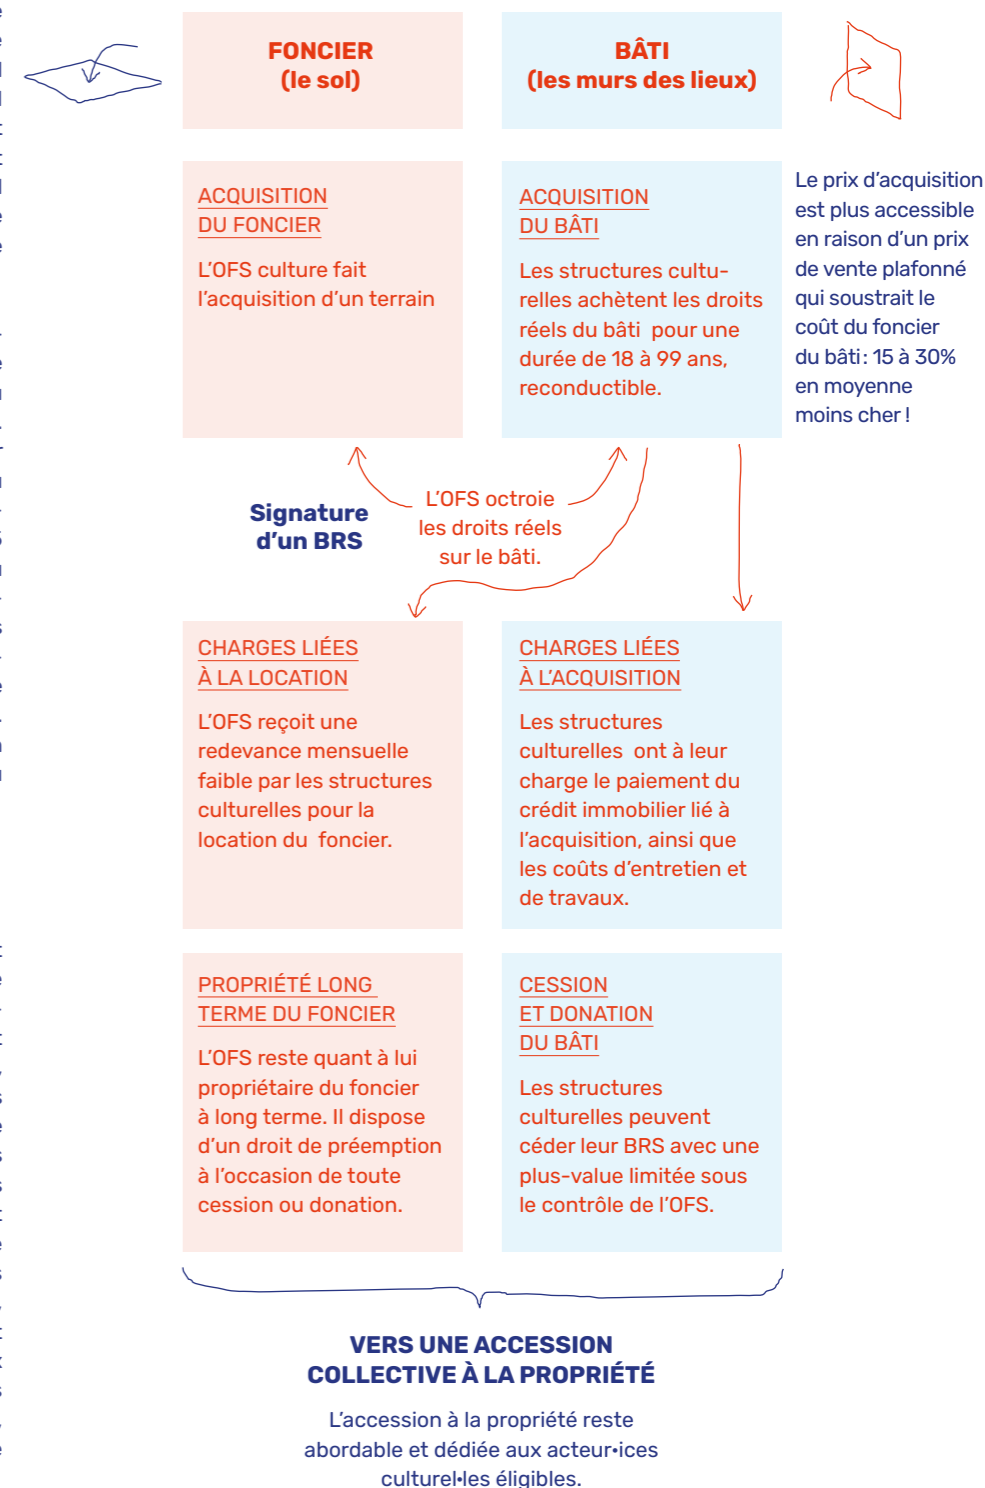 FONCIER
(le sol)
BÂTI
(les murs des lieux)
ACQUISITION
DU FONCIER
L’OFS culture fait
l’acquisition d’un terrain
ACQUISITION
DU BÂTI
Les structures cultu-
relles achètent les droits
réels du bâti pour une
durée de 18 à 99 ans,
reconductible.
Le prix d’acquisition
est plus accessible
en raison d’un prix
de vente plafonné
qui soustrait le
coût du foncier
du bâti : 15 à 30%
en moyenne
moins cher !
Signature
d’un BRS
L’OFS octroie
les droits réels
sur le bâti.
CHARGES LIÉES
À LA LOCATION
L’OFS reçoit une
redevance mensuelle
faible par les structures
culturelles pour la
location du foncier.
CHARGES LIÉES
À L’ACQUISITION
Les structures
culturelles ont à leur
charge le paiement du
crédit immobilier lié à
l’acquisition, ainsi que
les coûts d’entretien et
de travaux.
PROPRIÉTÉ LONG
TERME DU FONCIER
L’OFS reste quant à lui
propriétaire du foncier
à long terme. Il dispose
d’un droit de préemption
à l’occasion de toute
cession ou donation.
CESSION
ET DONATION
DU BÂTI
Les structures
culturelles peuvent
céder leur BRS avec une
plus-value limitée sous
le contrôle de l’OFS.
VERS UNE ACCESSION
COLLECTIVE À LA PROPRIÉTÉ
L’accession à la propriété reste
abordable et dédiée aux acteur•ices
culturel•les éligibles.